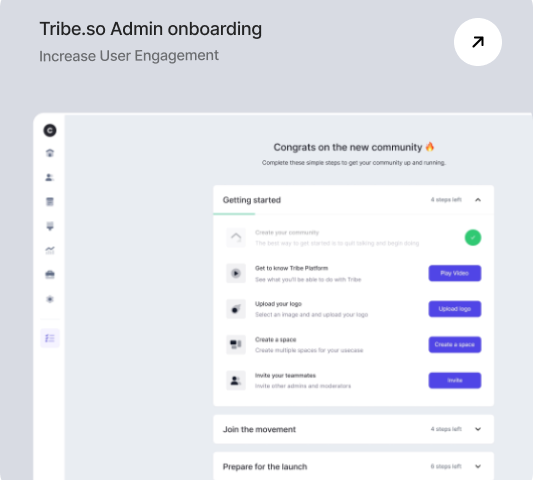 Tribe.so Admin onboarding
Increase User Engagement
C
Congrats on the new community 🔥
Complete these simple steps to get your community up and running.
Getting started
4 steps left
Create your community
The best way to get started is to quit talking and begin doing
Get to know Tribe Platform
See what you'll be able to do with Tribe
Play Video
Upload your logo
Select an image and and upload your logo
Upload logo
Create a space
Create multiple spaces for your usecase
Create a space
Invite your teammates
Invite other admins and moderators
Invite
Join the movement
4 steps left
Prepare for the launch
6 steps left